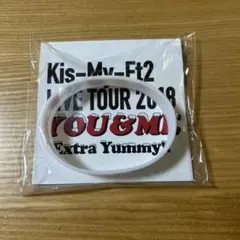 Kis-My-Ft2
LIVE TOUR 2018
YOU&ME
Extra Yummy!!